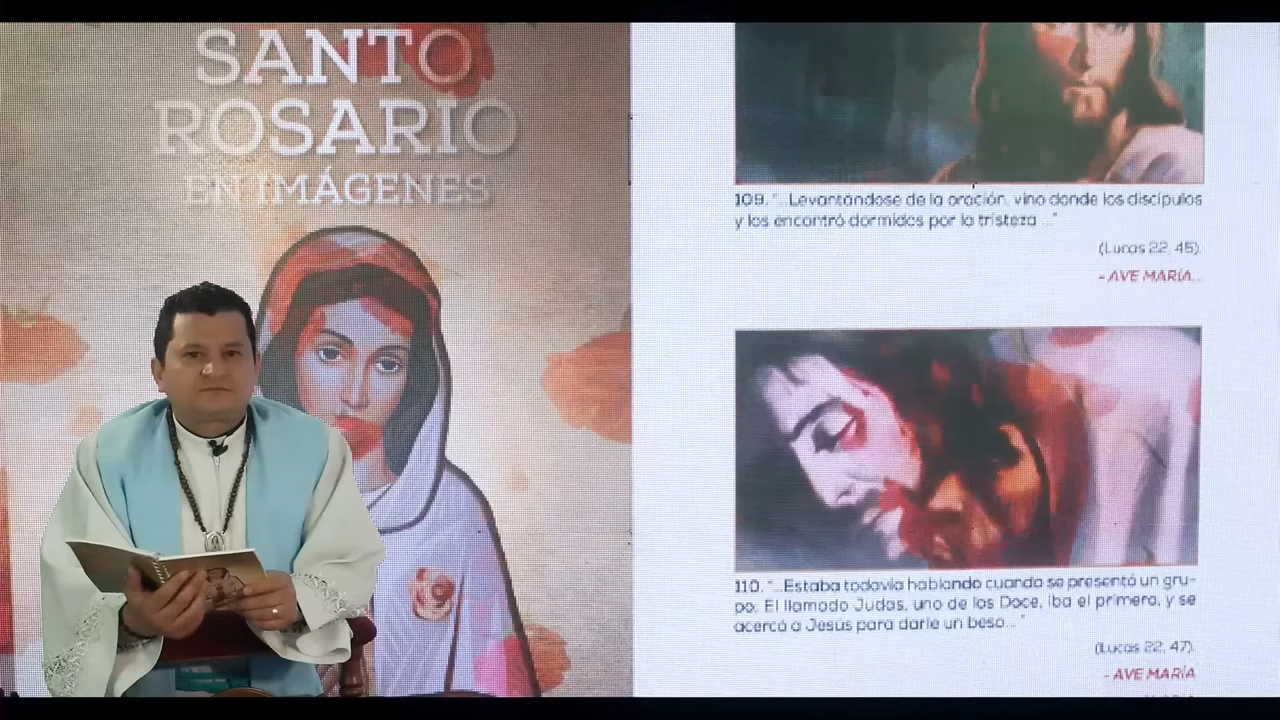 SANTO
ROSARIO
EN IMÁGENES
109. "...Levantándose de la oración, vino donde los discípulos
y los encontró dormidos por la tristeza ..."
(Lucas 22, 45).
- AVE MARÍA...
110. "...Estaba todavía hablando cuando se presentó un gru-
po; El llamado Judas, uno de los Doce, iba el primero, y se
acercó a Jesús para darle un beso... "
(Lucas 22, 47).
- AVE MARÍA